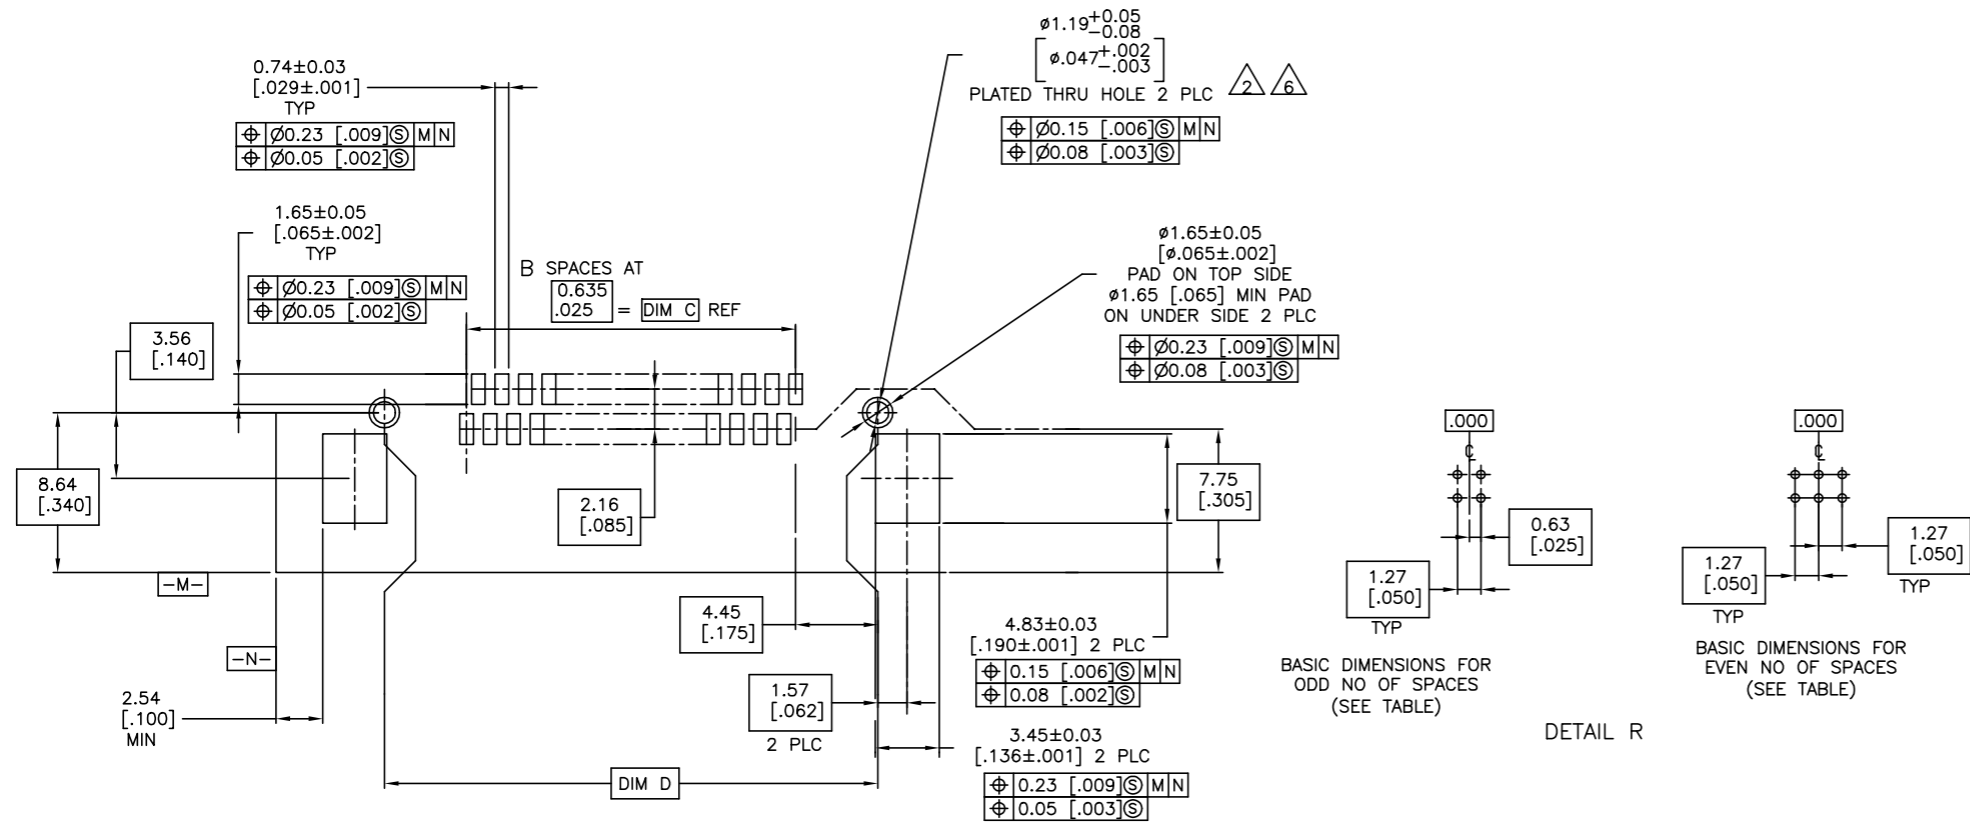 0.74±0.03
[.029±.001]
TYP
⌖ Ø0.23 [.009]Ⓢ M N
⌖ Ø0.05 [.002]Ⓢ
1.65±0.05
[.065±.002]
TYP
⌖ Ø0.23 [.009]Ⓢ M N
⌖ Ø0.05 [.002]Ⓢ
B SPACES AT
0.635
.025 = DIM C REF
ø1.19+0.05
−0.08
[ø.047+.002
−.003]
PLATED THRU HOLE 2 PLC 2 6
⌖ Ø0.15 [.006]Ⓢ M N
⌖ Ø0.08 [.003]Ⓢ
ø1.65±0.05
[ø.065±.002]
PAD ON TOP SIDE
ø1.65 [.065] MIN PAD
ON UNDER SIDE 2 PLC
⌖ Ø0.23 [.009]Ⓢ M N
⌖ Ø0.08 [.003]Ⓢ
3.56
[.140]
8.64
[.340]
2.16
[.085]
7.75
[.305]
-M-
-N-
2.54
[.100]
MIN
4.45
[.175]
1.57
[.062]
2 PLC
DIM D
4.83±0.03
[.190±.001] 2 PLC
⌖ 0.15 [.006]Ⓢ M N
⌖ 0.08 [.002]Ⓢ
3.45±0.03
[.136±.001] 2 PLC
⌖ 0.23 [.009]Ⓢ M N
⌖ 0.05 [.003]Ⓢ
.000
℄
0.63
[.025]
1.27
[.050]
TYP
BASIC DIMENSIONS FOR
ODD NO OF SPACES
(SEE TABLE)
.000
℄
1.27
[.050]
TYP
1.27
[.050]
TYP
BASIC DIMENSIONS FOR
EVEN NO OF SPACES
(SEE TABLE)
DETAIL R